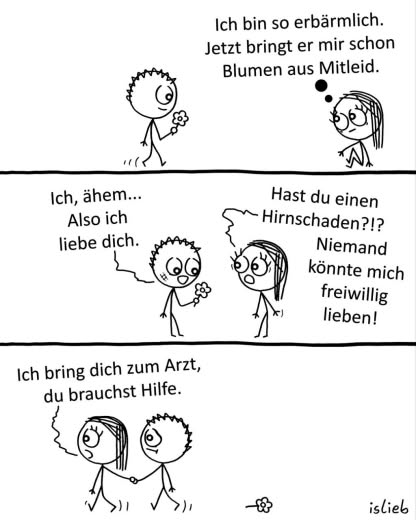 Ich bin so erbärmlich.
Jetzt bringt er mir schon
Blumen aus Mitleid.
Ich, ähem...
Also ich
liebe dich.
Hast du einen
Hirnschaden?!?
Niemand
könnte mich
freiwillig
lieben!
Ich bring dich zum Arzt,
du brauchst Hilfe.
islieb